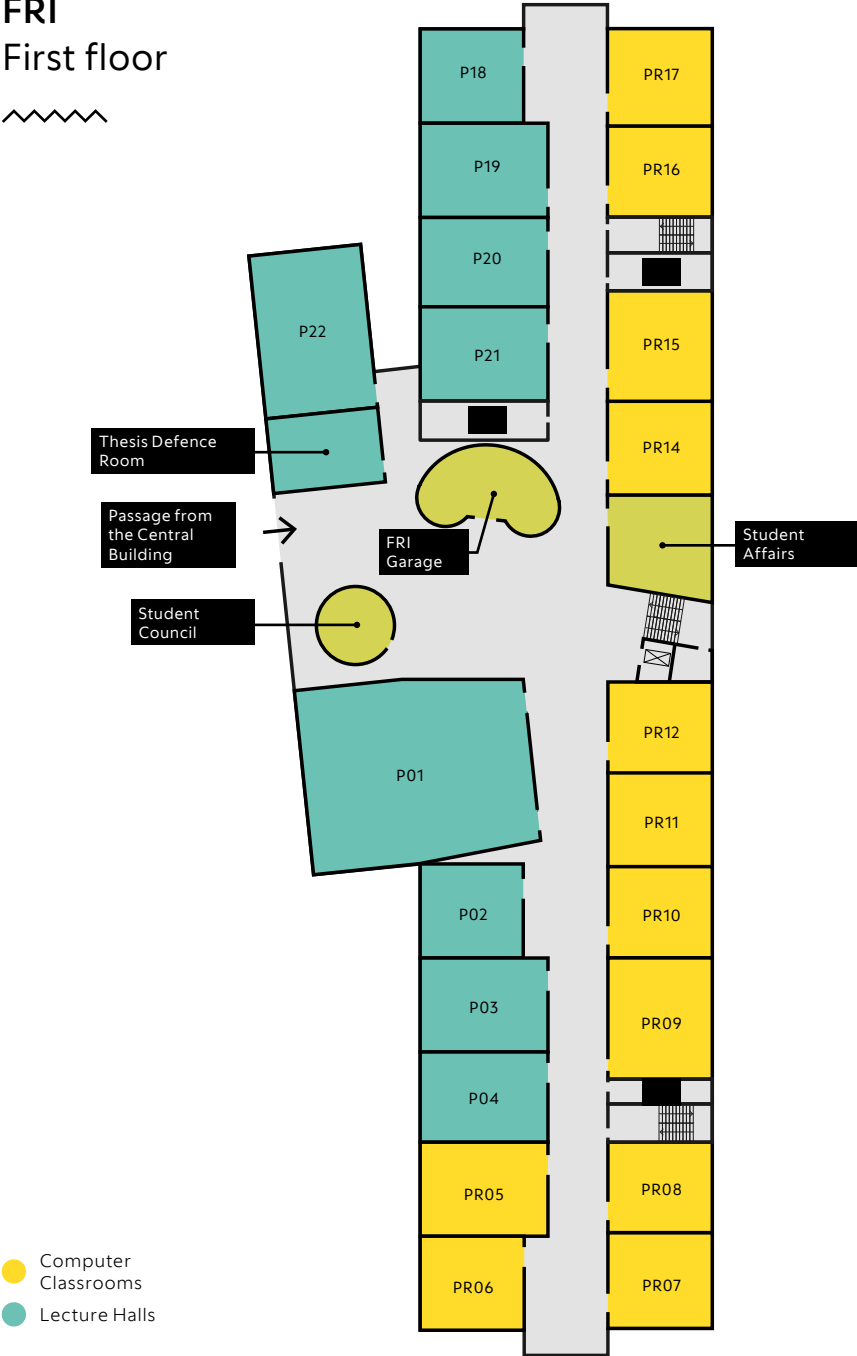 FRI
First floor
P18
PR17
P19
PR16
P20
P22
PR15
P21
Thesis Defence
Room
PR14
Passage from
the Central
Building
FRI
Garage
Student
Affairs
Student
Council
PR12
P01
PR11
P02
PR10
P03
PR09
P04
PR05
PR08
PR06
PR07
Computer
Classrooms
Lecture Halls